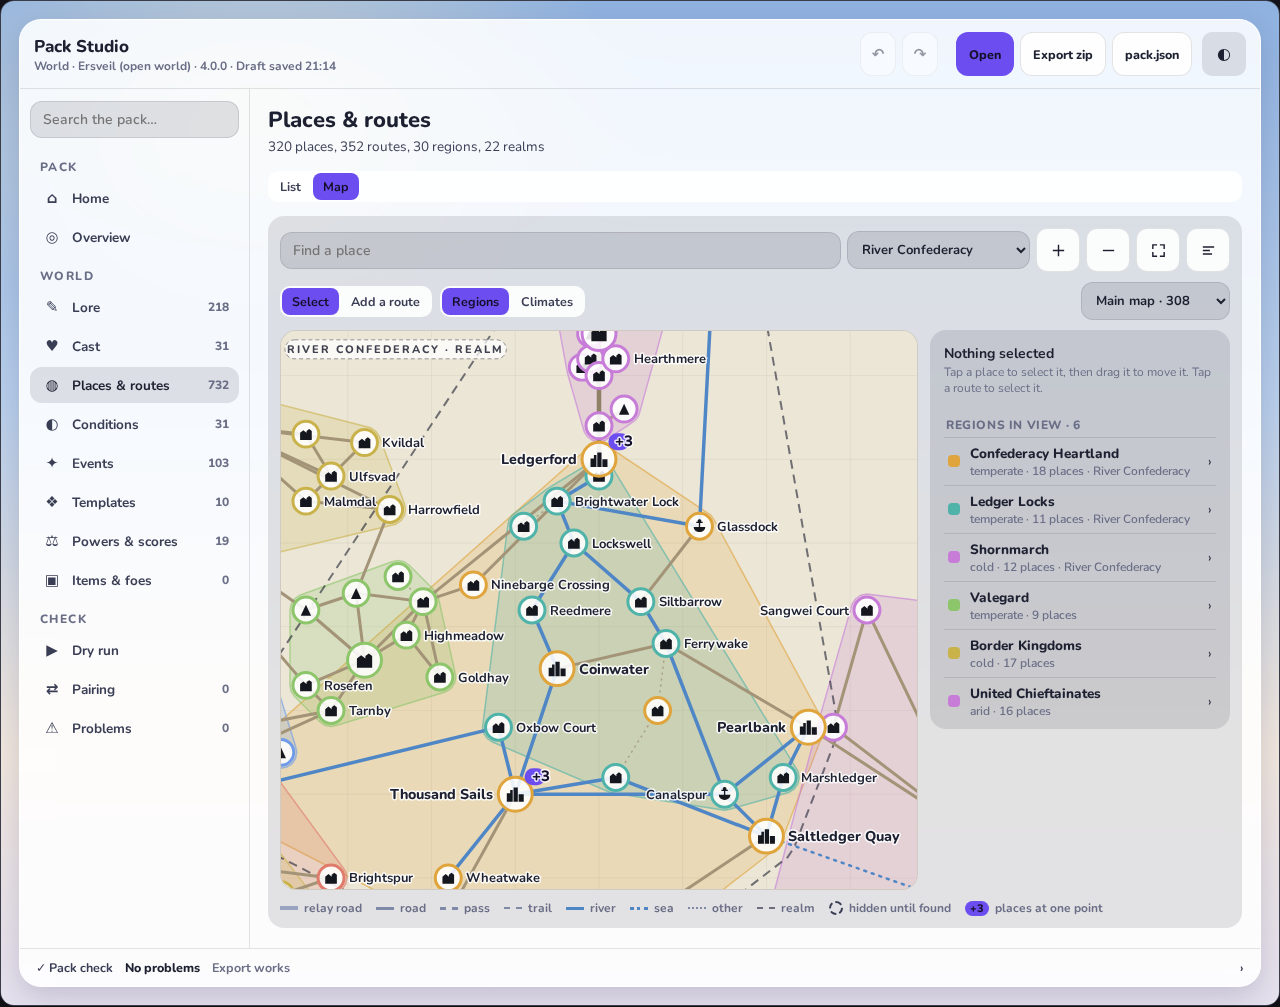 Pack Studio
World · Ersveil (open world) · 4.0.0 · Draft saved 21:14
↶
↷
Open
Export zip
pack.json
Search the pack...
PACK
Home
Overview
WORLD
Lore 218
Cast 31
Places & routes 732
Conditions 31
Events 103
Templates 10
Powers & scores 19
Items & foes 0
CHECK
Dry run
Pairing 0
Problems 0
Places & routes
320 places, 352 routes, 30 regions, 22 realms
List
Map
Find a place
River Confederacy
+
−
Select
Add a route
Regions
Climates
Main map · 308
RIVER CONFEDERACY · REALM
Hearthmere
Kvildal
+3
Ledgerford
Ulfsvad
Malmdal
Harrowfield
Brightwater Lock
Glassdock
Lockswell
Ninebarge Crossing
Reedmere
Siltbarrow
Sangwei Court
Highmeadow
Ferrywake
Coinwater
Goldhay
Rosefen
Tarnby
Oxbow Court
Pearlbank
+3
Marshledger
Thousand Sails
Canalspur
Saltledger Quay
Brightspur
Wheatwake
Nothing selected
Tap a place to select it, then drag it to move it. Tap
a route to select it.
REGIONS IN VIEW · 6
Confederacy Heartland
temperate · 18 places · River Confederacy
Ledger Locks
temperate · 11 places · River Confederacy
Shornmarch
cold · 12 places · River Confederacy
Valegard
temperate · 9 places
Border Kingdoms
cold · 17 places
United Chieftainates
arid · 16 places
relay road
road
pass
trail
river
sea
other
realm
hidden until found
+3 places at one point
✓ Pack check No problems Export works